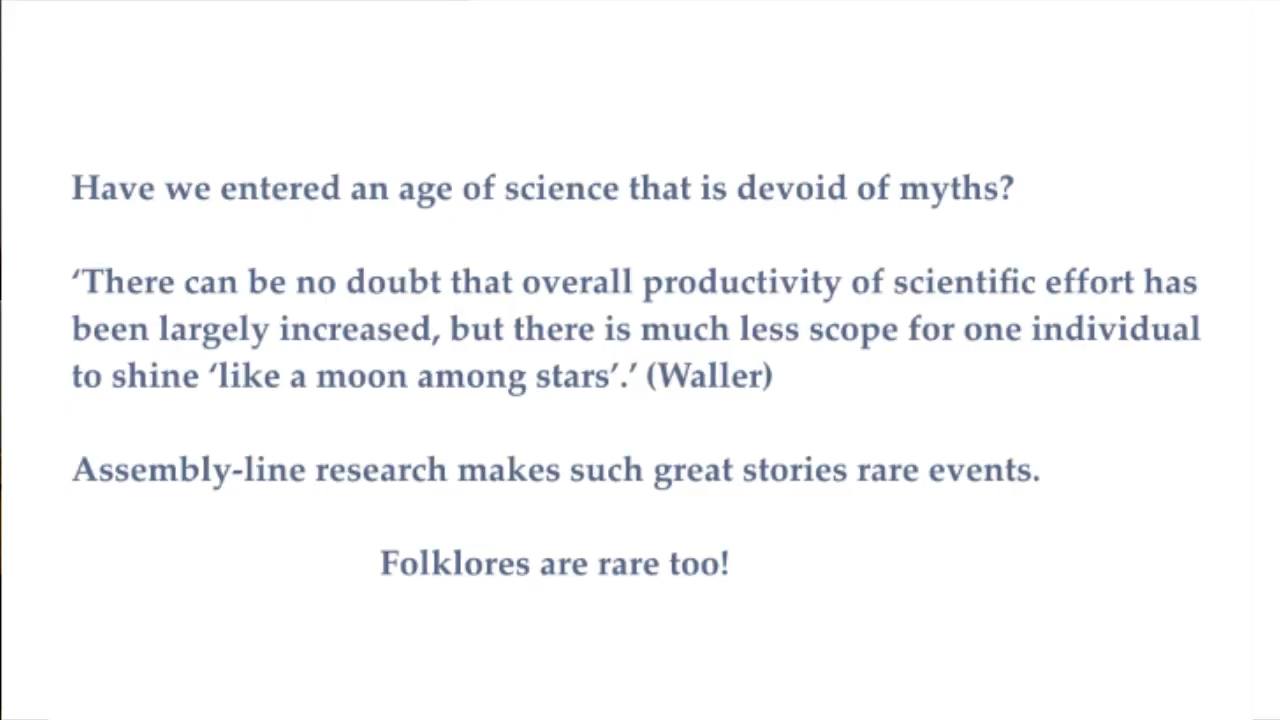 Have we entered an age of science that is devoid of myths?
‘There can be no doubt that overall productivity of scientific effort has
been largely increased, but there is much less scope for one individual
to shine ‘like a moon among stars’.’ (Waller)
Assembly-line research makes such great stories rare events.
Folklores are rare too!